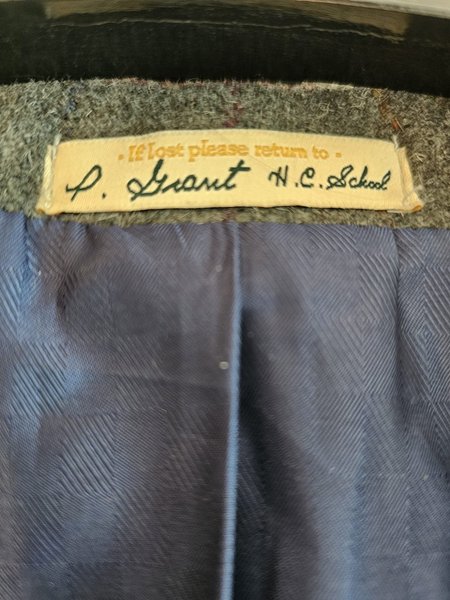 · If lost please return to ·
P. Grant H.C. School